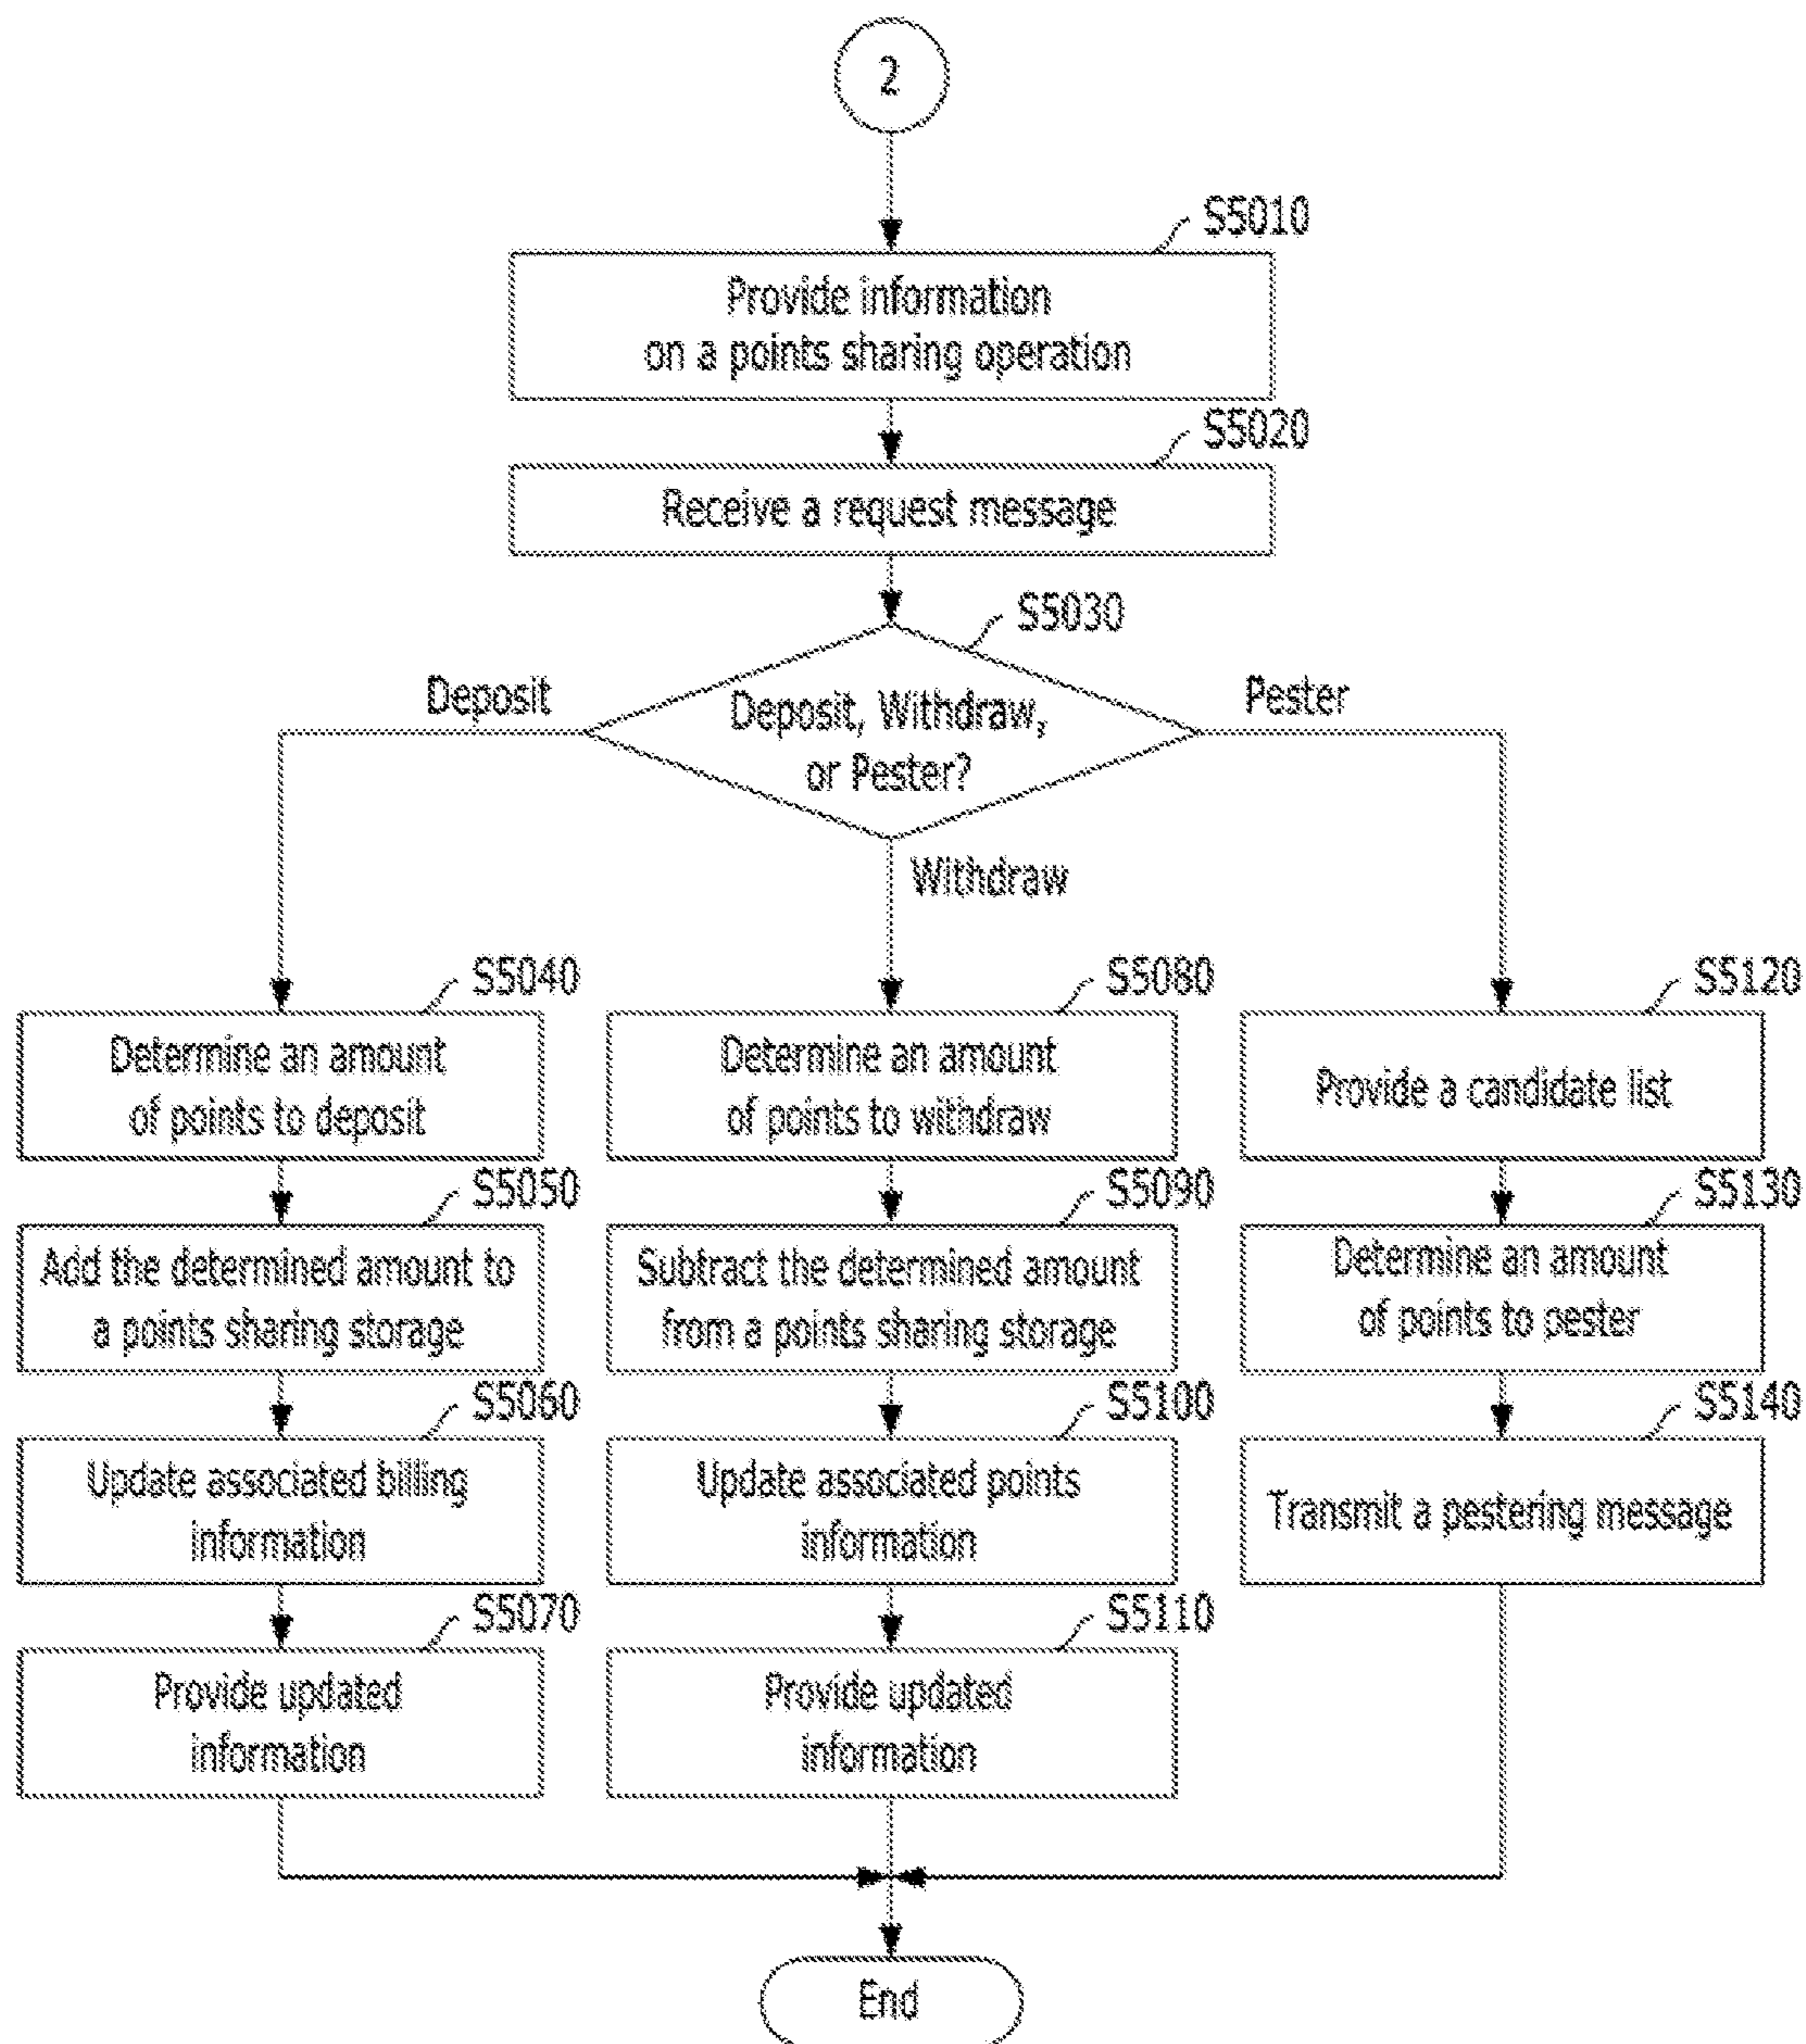 2
S5010
Provide information
on a points sharing operation
S5020
Receive a request message
S5030
Deposit
Deposit, Withdraw,
or Pester?
Pester
Withdraw
S5040
Determine an amount
of points to deposit
S5050
Add the determined amount to
a points sharing storage
S5060
Update associated billing
information
S5070
Provide updated
information
S5080
Determine an amount
of points to withdraw
S5090
Subtract the determined amount
from a points sharing storage
S5100
Update associated points
information
S5110
Provide updated
information
S5120
Provide a candidate list
S5130
Determine an amount
of points to pester
S5140
Transmit a pestering message
End